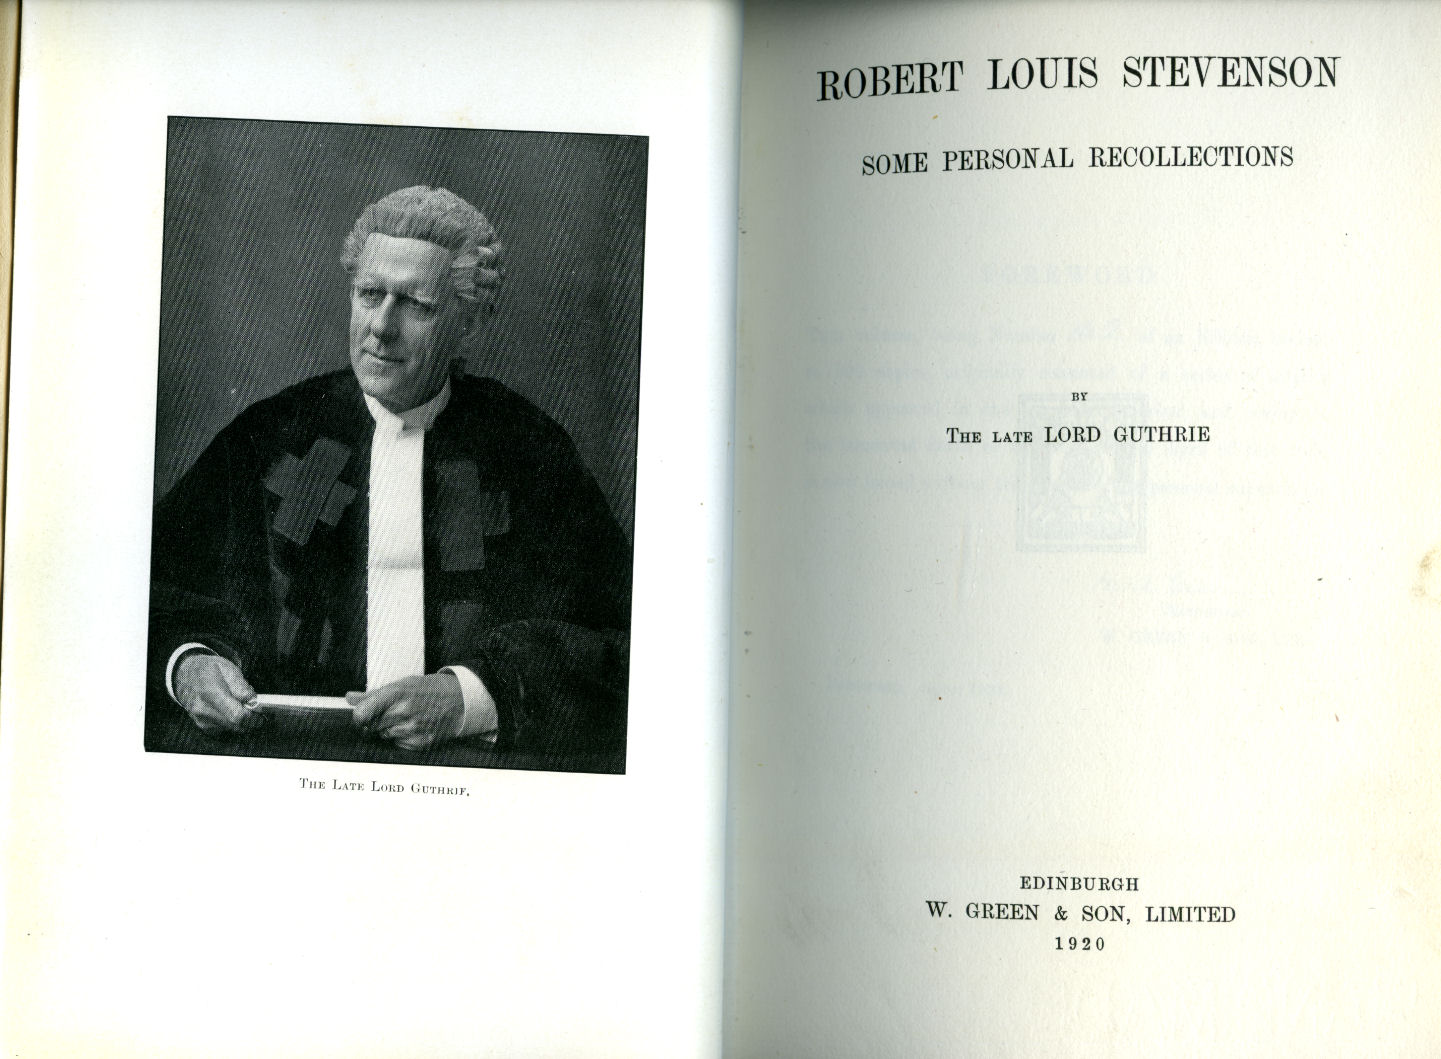 THE LATE LORD GUTHRIE.
ROBERT LOUIS STEVENSON
SOME PERSONAL RECOLLECTIONS
BY
THE LATE LORD GUTHRIE
EDINBURGH
W. GREEN & SON, LIMITED
1920